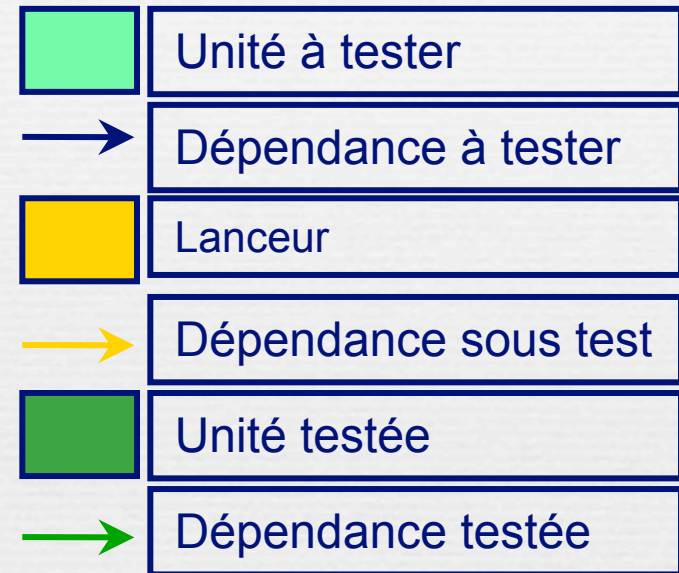 Unité à tester
Dépendance à tester
Lanceur
Dépendance sous test
Unité testée
Dépendance testée